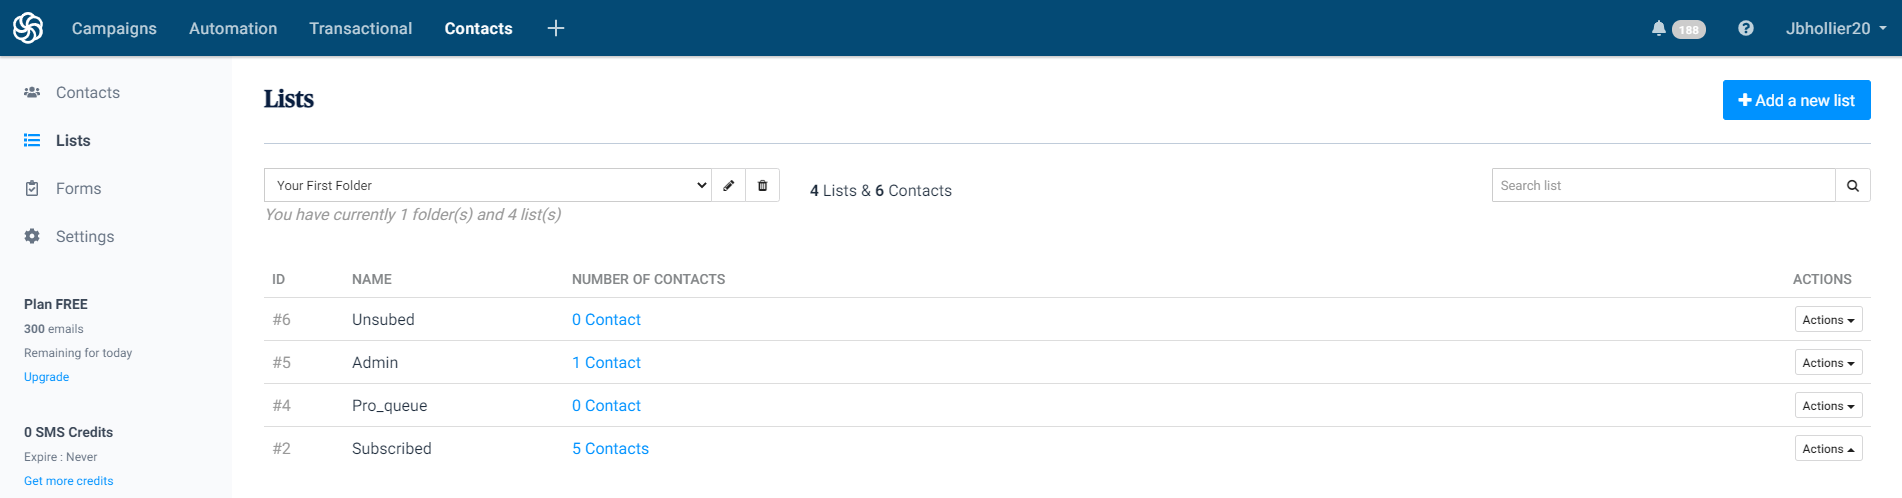 Campaigns Automation Transactional Contacts 188 Jbhollier20
Contacts
Lists
Forms
Settings
Plan FREE
300 emails
Remaining for today
Upgrade
0 SMS Credits
Expire : Never
Get more credits
Lists
Add a new list
Your First Folder
4 Lists & 6 Contacts
Search list
You have currently 1 folder(s) and 4 list(s)
ID NAME NUMBER OF CONTACTS ACTIONS
#6 Unsubed 0 Contact Actions
#5 Admin 1 Contact Actions
#4 Pro_queue 0 Contact Actions
#2 Subscribed 5 Contacts Actions